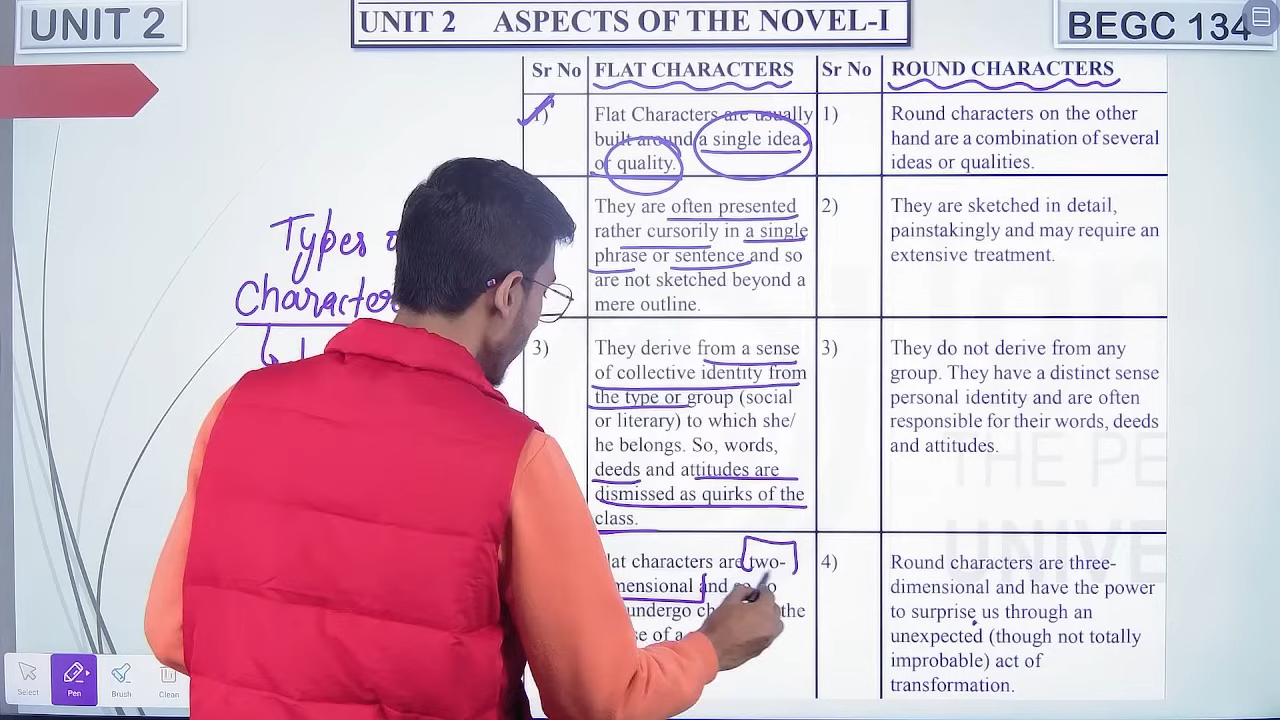 UNIT 2
UNIT 2 ASPECTS OF THE NOVEL-I
BEGC 134
Sr No FLAT CHARACTERS Sr No ROUND CHARACTERS
1)
Flat Characters are usually
built around a single idea
or quality.
1)
Round characters on the other
hand are a combination of several
ideas or qualities.
They are often presented
rather cursorily in a single
phrase or sentence and so
are not sketched beyond a
mere outline.
2)
They are sketched in detail,
painstakingly and may require an
extensive treatment.
3)
They derive from a sense
of collective identity from
the type or group (social
or literary) to which she/
he belongs. So, words,
deeds and attitudes are
dismissed as quirks of the
class.
3)
They do not derive from any
group. They have a distinct sense
personal identity and are often
responsible for their words, deeds
and attitudes.
characters are two-
and
undergo the
of a
4)
Round characters are three-
dimensional and have the power
to surprise us through an
unexpected (though not totally
improbable) act of
transformation.
Types
Character
THE PE
UNIVE
Select
Pen
Brush
Clean